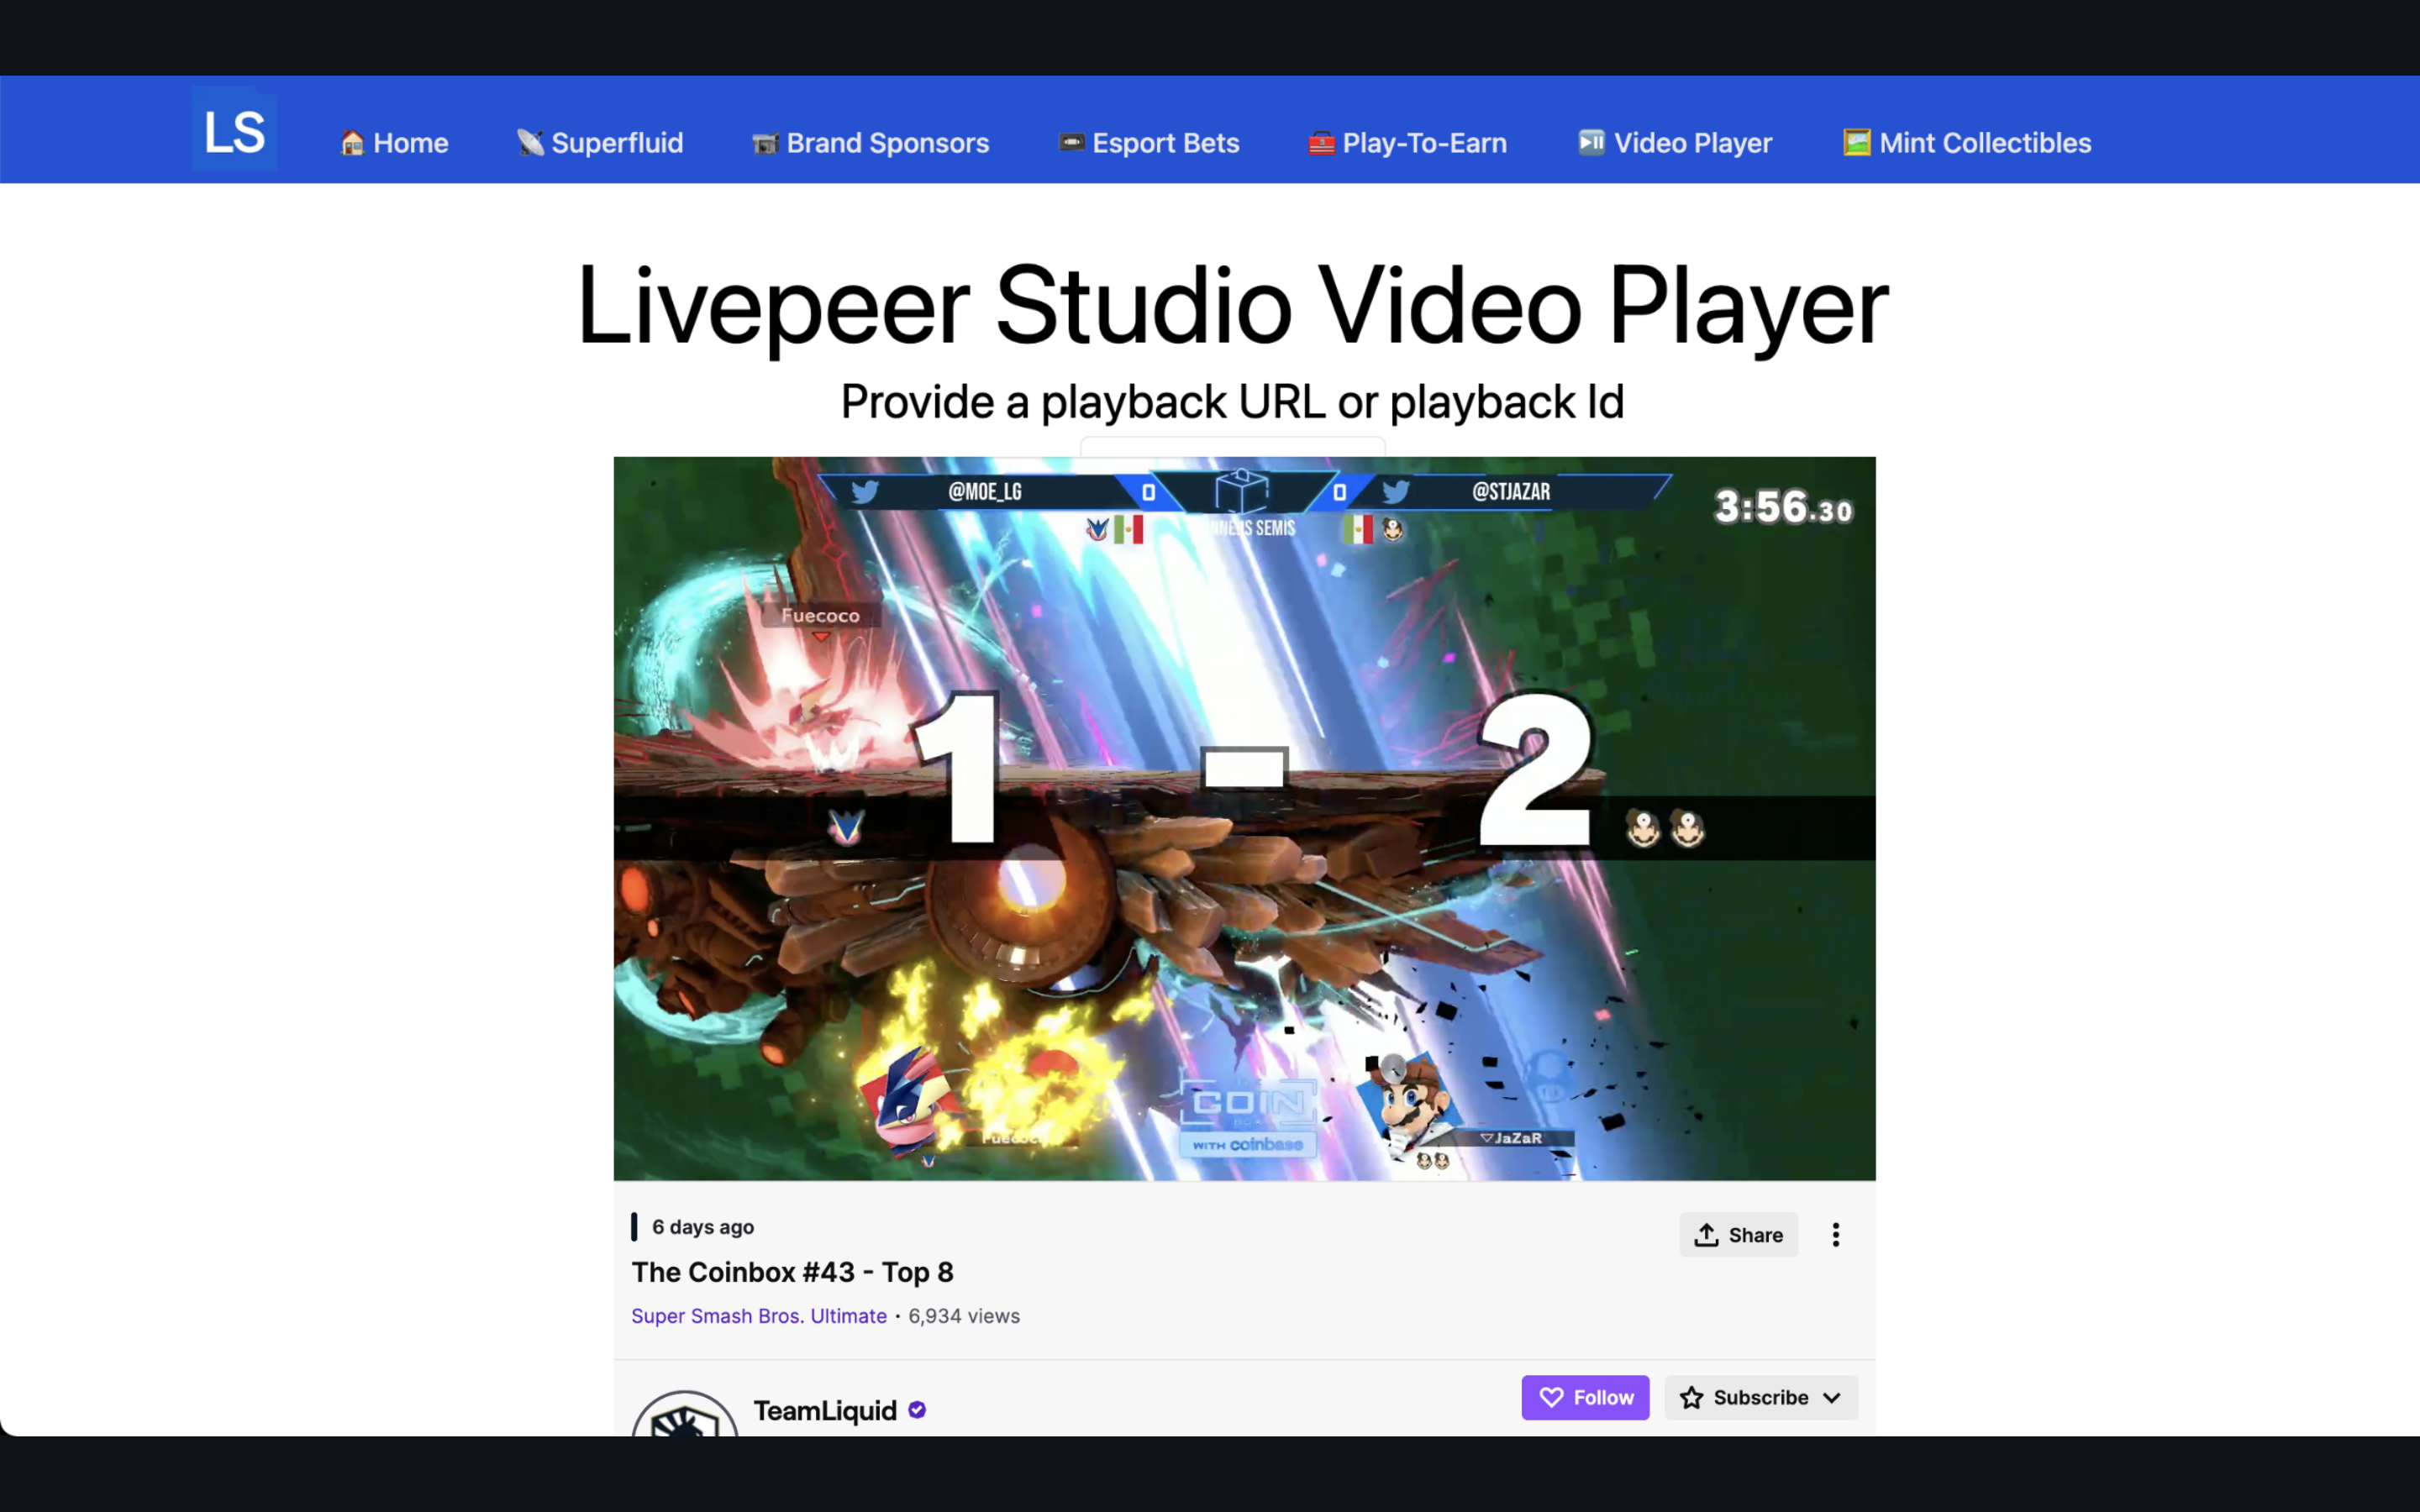 LS
🏠 Home 📡 Superfluid 📹 Brand Sponsors 📼 Esport Bets 🧰 Play-To-Earn ⏯️ Video Player 🖼️ Mint Collectibles
Livepeer Studio Video Player
Provide a playback URL or playback Id
@MOE_LG 0 0 @STJAZAR
3:56.30
SEMIS
Fuecoco
1 - 2
COIN
BOX
WITH coinbase
JaZaR
6 days ago
Share
The Coinbox #43 - Top 8
Super Smash Bros. Ultimate • 6,934 views
TeamLiquid
Follow
Subscribe